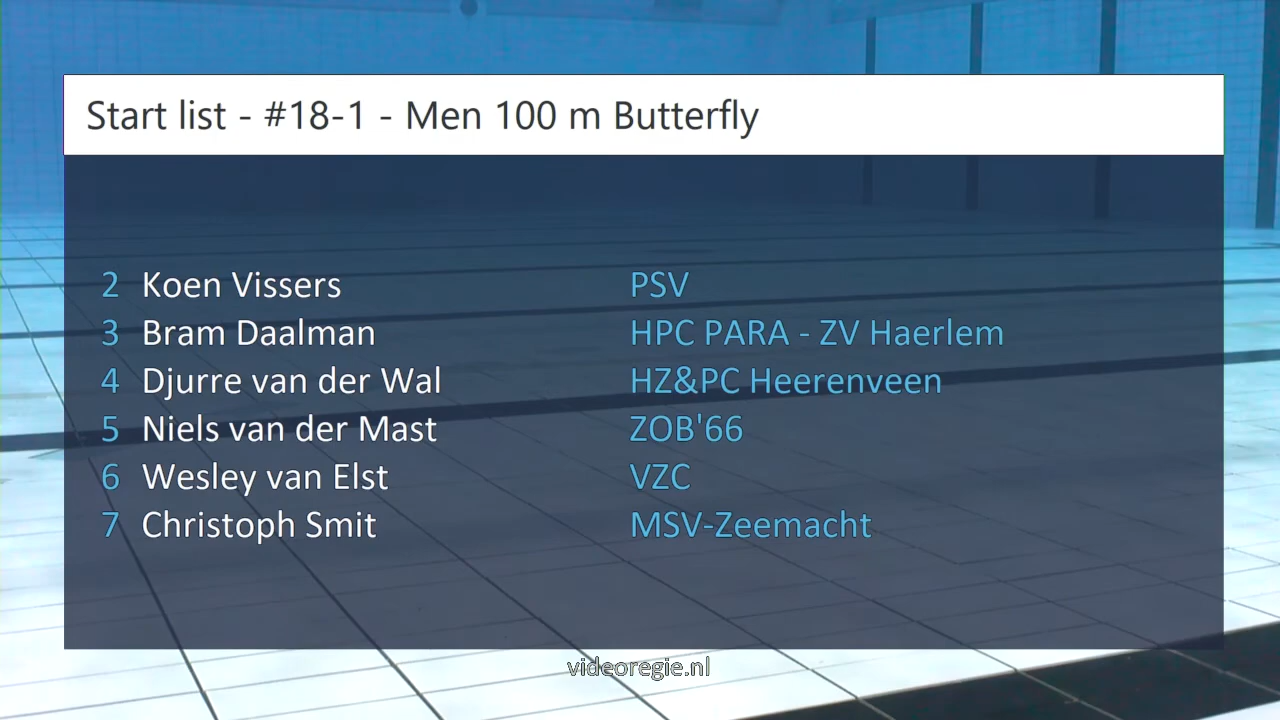 Start list - #18-1 - Men 100 m Butterfly
2 Koen Vissers PSV
3 Bram Daalman HPC PARA - ZV Haerlem
4 Djurre van der Wal HZ&PC Heerenveen
5 Niels van der Mast ZOB'66
6 Wesley van Elst VZC
7 Christoph Smit MSV-Zeemacht
videoregie.nl